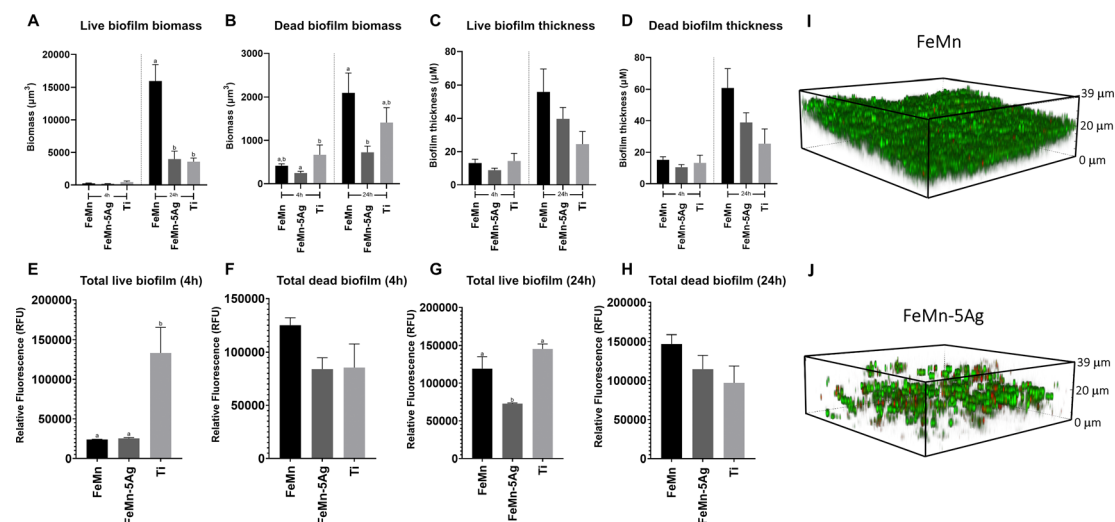 A Live biofilm biomass
Biomass (µm³)
20000
15000
10000
5000
0
a
b
b
4h
24h
FeMn
FeMn-5Ag
Ti
FeMn
FeMn-5Ag
Ti
B Dead biofilm biomass
Biomass (µm³)
3000
2000
1000
0
a,b
a
b
a
b
a,b
4h
24h
FeMn
FeMn-5Ag
Ti
FeMn
FeMn-5Ag
Ti
C Live biofilm thickness
Biofilm thickness (µM)
80
60
40
20
0
4h
24h
FeMn
FeMn-5Ag
Ti
FeMn
FeMn-5Ag
Ti
D Dead biofilm thickness
Biofilm thickness (µM)
80
60
40
20
0
4h
24h
FeMn
FeMn-5Ag
Ti
FeMn
FeMn-5Ag
Ti
I
FeMn
39 µm
20 µm
0 µm
E Total live biofilm (4h)
Relative Fluorescence (RFU)
200000
150000
100000
50000
0
a
a
b
FeMn
FeMn-5Ag
Ti
F Total dead biofilm (4h)
Relative Fluorescence (RFU)
150000
100000
50000
0
FeMn
FeMn-5Ag
Ti
G Total live biofilm (24h)
Relative Fluorescence (RFU)
200000
150000
100000
50000
0
a
b
a
FeMn
FeMn-5Ag
Ti
H Total dead biofilm (24h)
Relative Fluorescence (RFU)
200000
150000
100000
50000
0
FeMn
FeMn-5Ag
Ti
J
FeMn-5Ag
39 µm
20 µm
0 µm